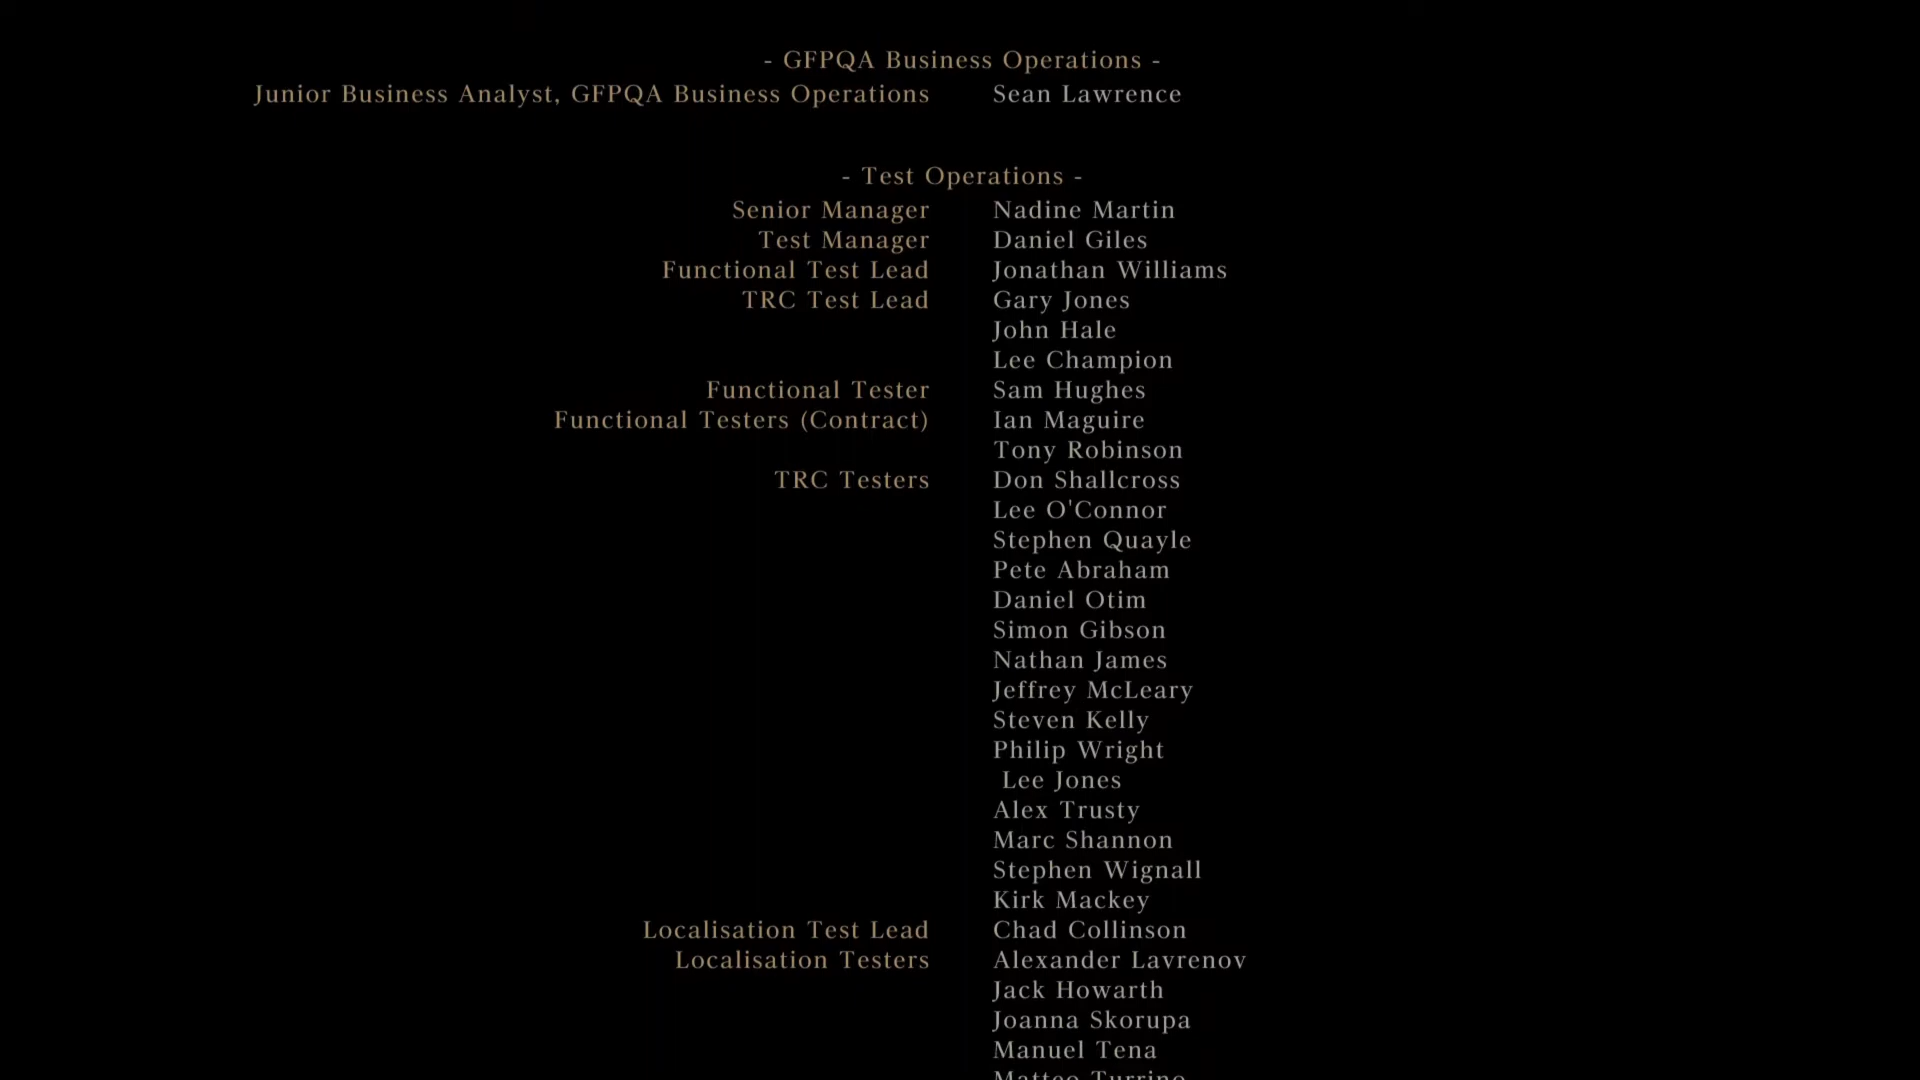 - GFPQA Business Operations -
Junior Business Analyst, GFPQA Business Operations Sean Lawrence
- Test Operations -
Senior Manager Nadine Martin
Test Manager Daniel Giles
Functional Test Lead Jonathan Williams
TRC Test Lead Gary Jones
John Hale
Lee Champion
Functional Tester Sam Hughes
Functional Testers (Contract) Ian Maguire
Tony Robinson
TRC Testers Don Shallcross
Lee O'Connor
Stephen Quayle
Pete Abraham
Daniel Otim
Simon Gibson
Nathan James
Jeffrey McLeary
Steven Kelly
Philip Wright
Lee Jones
Alex Trusty
Marc Shannon
Stephen Wignall
Kirk Mackey
Localisation Test Lead Chad Collinson
Localisation Testers Alexander Lavrenov
Jack Howarth
Joanna Skorupa
Manuel Tena
Matteo Turrino